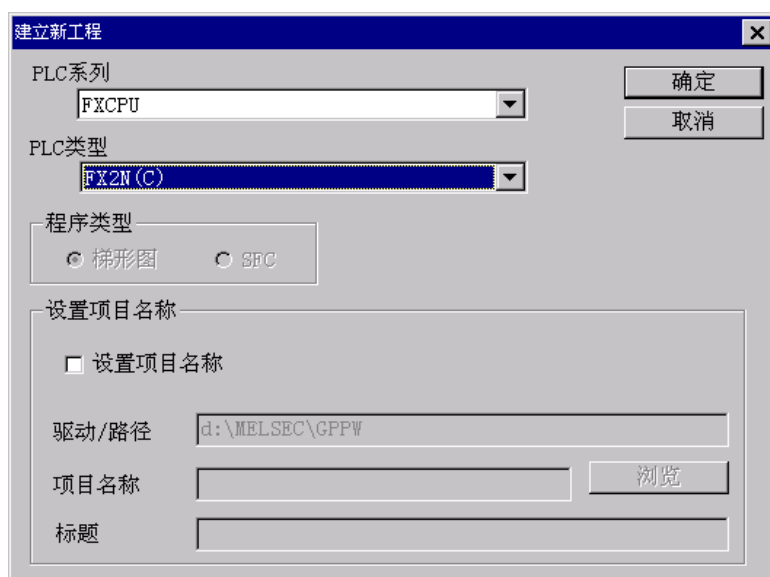 建立新工程
PLC系列
FXCPU
确定
取消
PLC类型
FX2N(C)
程序类型
梯形图 SFC
设置项目名称
设置项目名称
驱动/路径 d:\MELSEC\GPPW
项目名称 浏览
标题